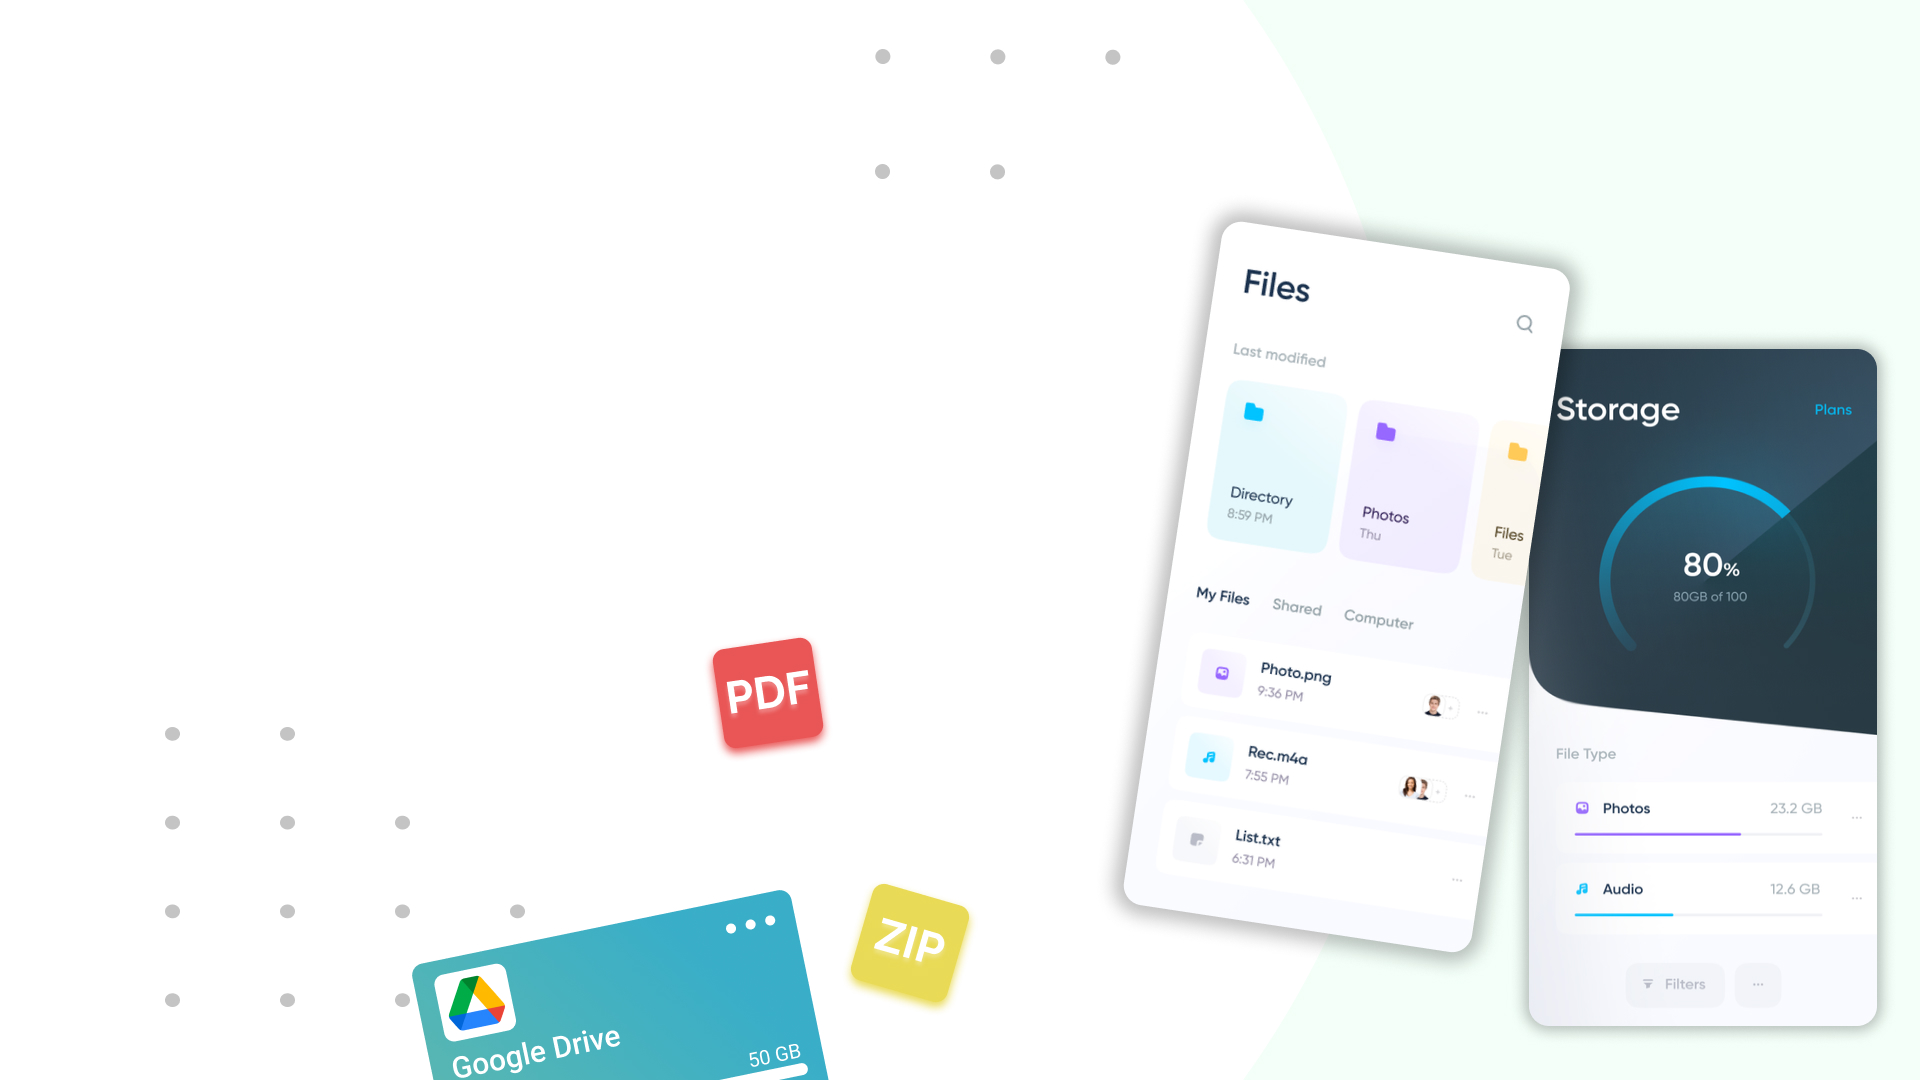 Files
Last modified
Directory
8:59 PM
Photos
Thu
Files
Tue
My Files
Shared
Computer
Photo.png
9:36 PM
Rec.m4a
7:55 PM
List.txt
6:31 PM
Storage
Plans
80%
80GB of 100
File Type
Photos
23.2 GB
Audio
12.6 GB
Filters
PDF
ZIP
Google Drive
50 GB